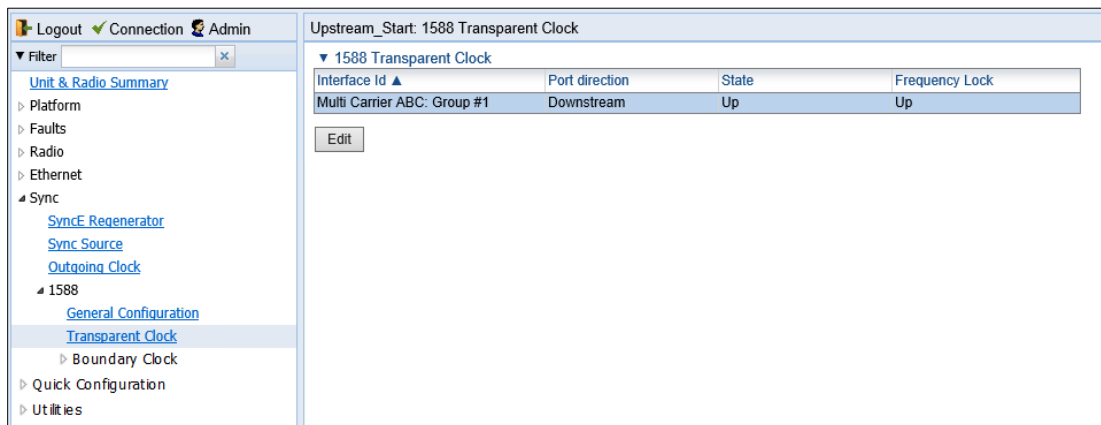 Logout Connection Admin
Filter
Unit & Radio Summary
Platform
Faults
Radio
Ethernet
Sync
SyncE Regenerator
Sync Source
Outgoing Clock
1588
General Configuration
Transparent Clock
Boundary Clock
Quick Configuration
Utilities
Upstream_Start: 1588 Transparent Clock
▼ 1588 Transparent Clock
Interface Id ▲ Port direction State Frequency Lock
Multi Carrier ABC: Group #1 Downstream Up Up
Edit